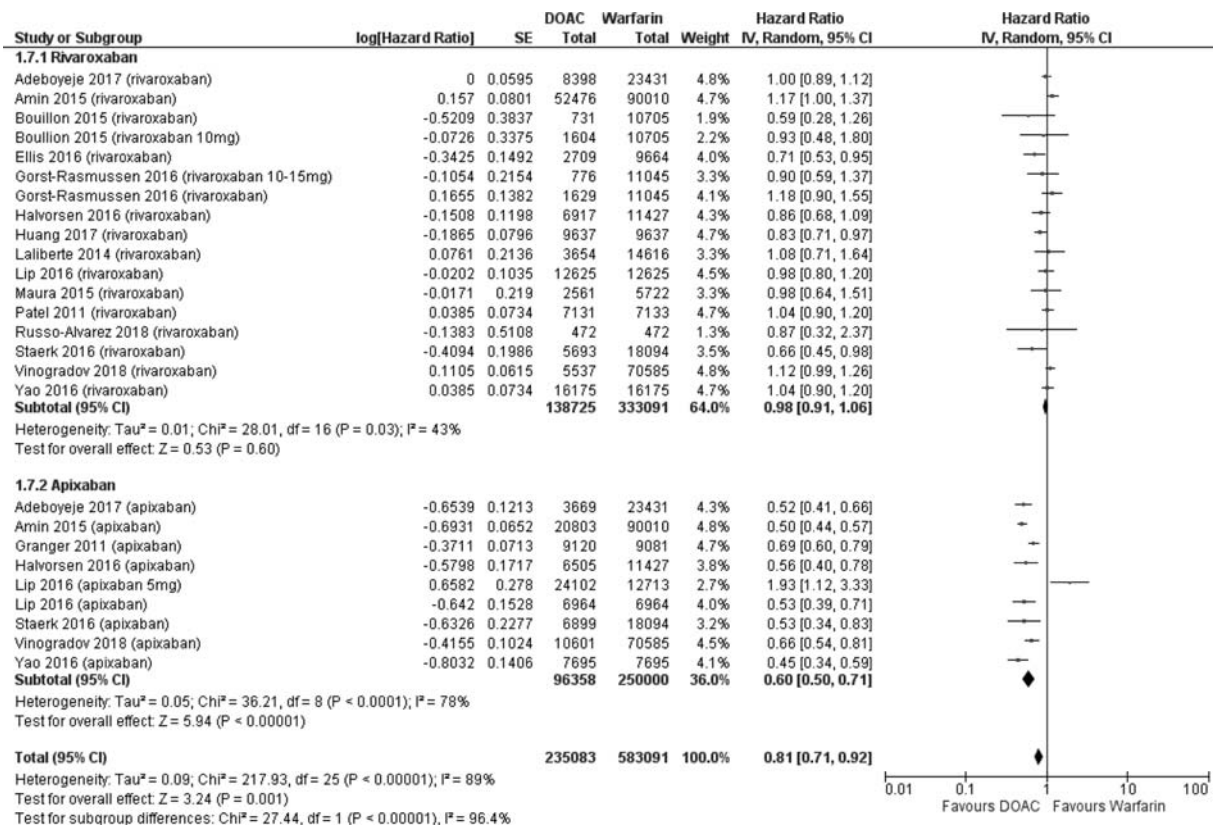 DOAC Warfarin Hazard Ratio Hazard Ratio
Study or Subgroup log[Hazard Ratio] SE Total Total Weight IV, Random, 95% CI IV, Random, 95% CI
1.7.1 Rivaroxaban
Adeboyeje 2017 (rivaroxaban) 0 0.0595 8398 23431 4.8% 1.00 [0.89, 1.12]
Amin 2015 (rivaroxaban) 0.157 0.0801 52476 90010 4.7% 1.17 [1.00, 1.37]
Bouillon 2015 (rivaroxaban) -0.5209 0.3837 731 10705 1.9% 0.59 [0.28, 1.26]
Boullion 2015 (rivaroxaban 10mg) -0.0726 0.3375 1604 10705 2.2% 0.93 [0.48, 1.80]
Ellis 2016 (rivaroxaban) -0.3425 0.1492 2709 9664 4.0% 0.71 [0.53, 0.95]
Gorst-Rasmussen 2016 (rivaroxaban 10-15mg) -0.1054 0.2154 776 11045 3.3% 0.90 [0.59, 1.37]
Gorst-Rasmussen 2016 (rivaroxaban) 0.1655 0.1382 1629 11045 4.1% 1.18 [0.90, 1.55]
Halvorsen 2016 (rivaroxaban) -0.1508 0.1198 6917 11427 4.3% 0.86 [0.68, 1.09]
Huang 2017 (rivaroxaban) -0.1865 0.0796 9637 9637 4.7% 0.83 [0.71, 0.97]
Laliberte 2014 (rivaroxaban) 0.0761 0.2136 3654 14616 3.4% 1.08 [0.71, 1.64]
Lip 2016 (rivaroxaban) -0.0202 0.1035 12625 12625 4.5% 0.98 [0.80, 1.20]
Maura 2015 (rivaroxaban) -0.0171 0.219 2561 5722 3.3% 0.98 [0.64, 1.51]
Patel 2011 (rivaroxaban) 0.0385 0.0734 7131 7133 4.7% 1.04 [0.90, 1.20]
Russo-Alvarez 2018 (rivaroxaban) -0.1383 0.5108 472 472 1.3% 0.87 [0.32, 2.37]
Staerk 2016 (rivaroxaban) -0.4094 0.1986 5693 18094 3.5% 0.66 [0.45, 0.98]
Vinogradov 2018 (rivaroxaban) 0.1105 0.0615 5537 70585 4.8% 1.12 [0.99, 1.26]
Yao 2016 (rivaroxaban) 0.0385 0.0734 16175 16175 4.7% 1.04 [0.90, 1.20]
Subtotal (95% CI) 138725 333091 64.0% 0.98 [0.91, 1.06]
Heterogeneity: Tau² = 0.01; Chi² = 28.01, df = 16 (P = 0.03); I² = 43%
Test for overall effect: Z = 0.53 (P = 0.60)
1.7.2 Apixaban
Adeboyeje 2017 (apixaban) -0.6539 0.1213 3669 23431 4.3% 0.52 [0.41, 0.66]
Amin 2015 (apixaban) -0.6931 0.0652 20803 90010 4.8% 0.50 [0.44, 0.57]
Granger 2011 (apixaban) -0.3711 0.0713 9120 9081 4.7% 0.69 [0.60, 0.79]
Halvorsen 2016 (apixaban) -0.5798 0.1717 6505 11427 3.8% 0.56 [0.40, 0.78]
Lip 2016 (apixaban 5mg) 0.6582 0.278 24102 12713 2.7% 1.93 [1.12, 3.33]
Lip 2016 (apixaban) -0.642 0.1528 6964 6964 4.0% 0.53 [0.39, 0.71]
Staerk 2016 (apixaban) -0.6326 0.2277 6899 18094 3.2% 0.53 [0.34, 0.83]
Vinogradov 2018 (apixaban) -0.4155 0.1024 10601 70585 4.5% 0.66 [0.54, 0.81]
Yao 2016 (apixaban) -0.8032 0.1406 7695 7695 4.1% 0.45 [0.34, 0.59]
Subtotal (95% CI) 96358 250000 36.0% 0.60 [0.50, 0.71]
Heterogeneity: Tau² = 0.05; Chi² = 36.21, df = 8 (P < 0.0001); I² = 78%
Test for overall effect: Z = 5.94 (P < 0.00001)
Total (95% CI) 235083 583091 100.0% 0.81 [0.71, 0.92]
Heterogeneity: Tau² = 0.09; Chi² = 217.93, df = 25 (P < 0.00001); I² = 89%
Test for overall effect: Z = 3.24 (P = 0.001)
Test for subgroup differences: Chi² = 27.44, df = 1 (P < 0.00001), I² = 96.4%
0.01 0.1 1 10 100
Favours DOAC Favours Warfarin